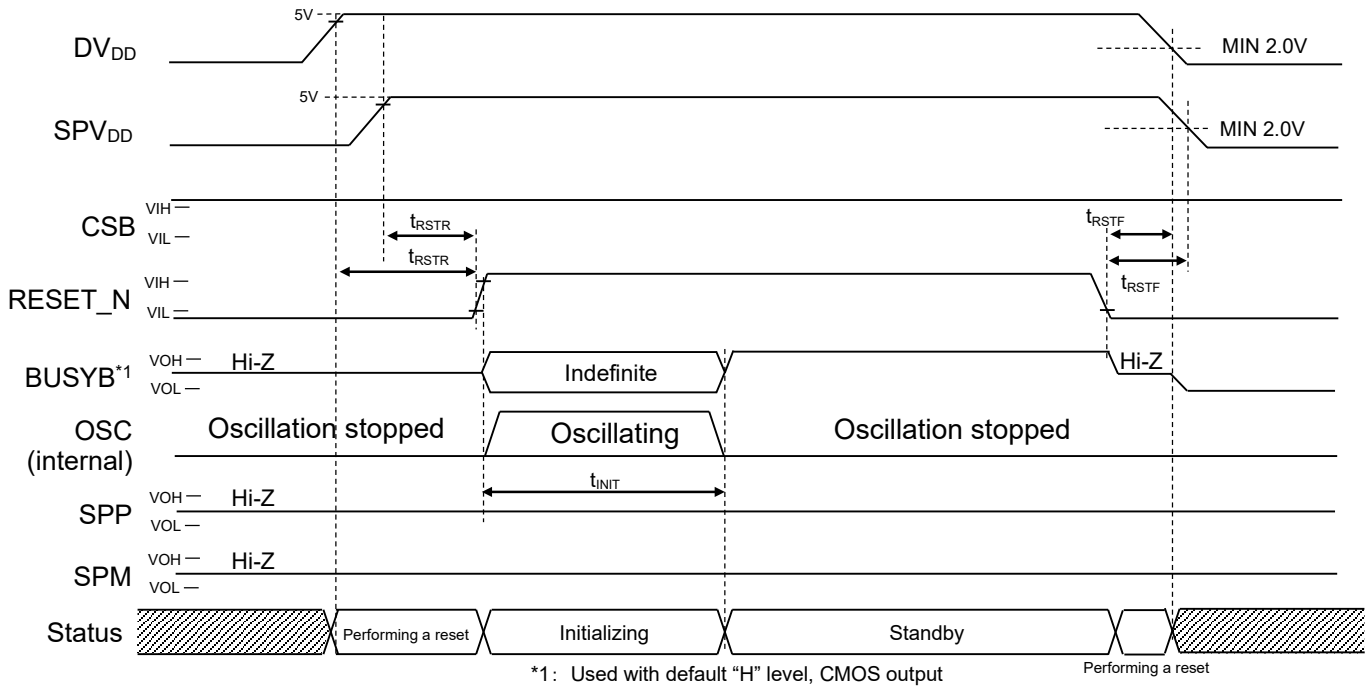 5V
DVDD
MIN 2.0V
5V
SPVDD
MIN 2.0V
CSB
VIH
VIL
tRSTR
tRSTF
tRSTR
tRSTF
RESET_N
VIH
VIL
BUSYB*1
VOH
VOL
Hi-Z
Indefinite
Hi-Z
OSC
(internal)
Oscillation stopped
Oscillating
Oscillation stopped
tINIT
SPP
VOH
VOL
Hi-Z
SPM
VOH
VOL
Hi-Z
Status
Performing a reset
Initializing
Standby
Performing a reset
*1: Used with default “H” level, CMOS output